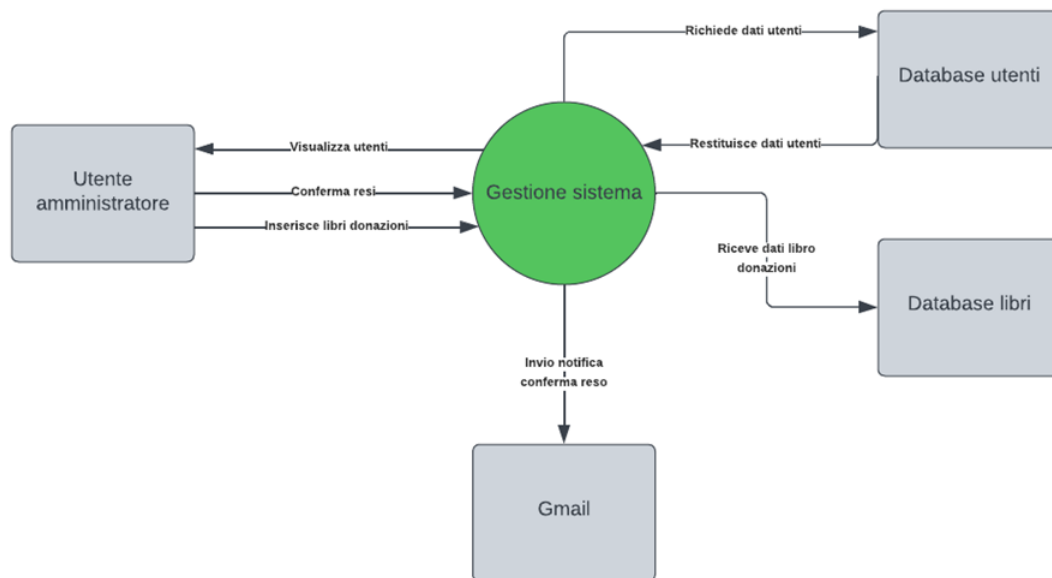 Richiede dati utenti
Database utenti
Restituisce dati utenti
Visualizza utenti
Utente
amministratore
Conferma resi
Inserisce libri donazioni
Gestione sistema
Riceve dati libro
donazioni
Database libri
Invio notifica
conferma reso
Gmail